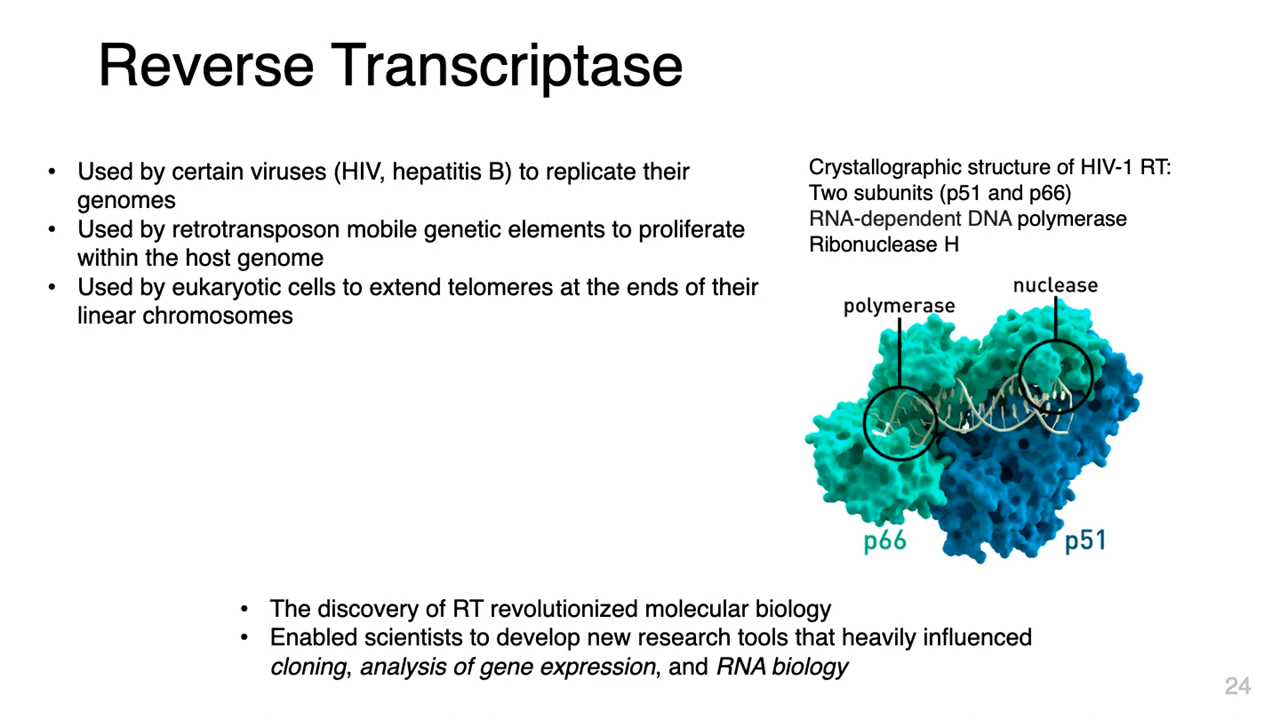 Reverse Transcriptase
• Used by certain viruses (HIV, hepatitis B) to replicate their
genomes
• Used by retrotransposon mobile genetic elements to proliferate
within the host genome
• Used by eukaryotic cells to extend telomeres at the ends of their
linear chromosomes
Crystallographic structure of HIV-1 RT:
Two subunits (p51 and p66)
RNA-dependent DNA polymerase
Ribonuclease H
nuclease
polymerase
p66
p51
• The discovery of RT revolutionized molecular biology
• Enabled scientists to develop new research tools that heavily influenced
cloning, analysis of gene expression, and RNA biology
24